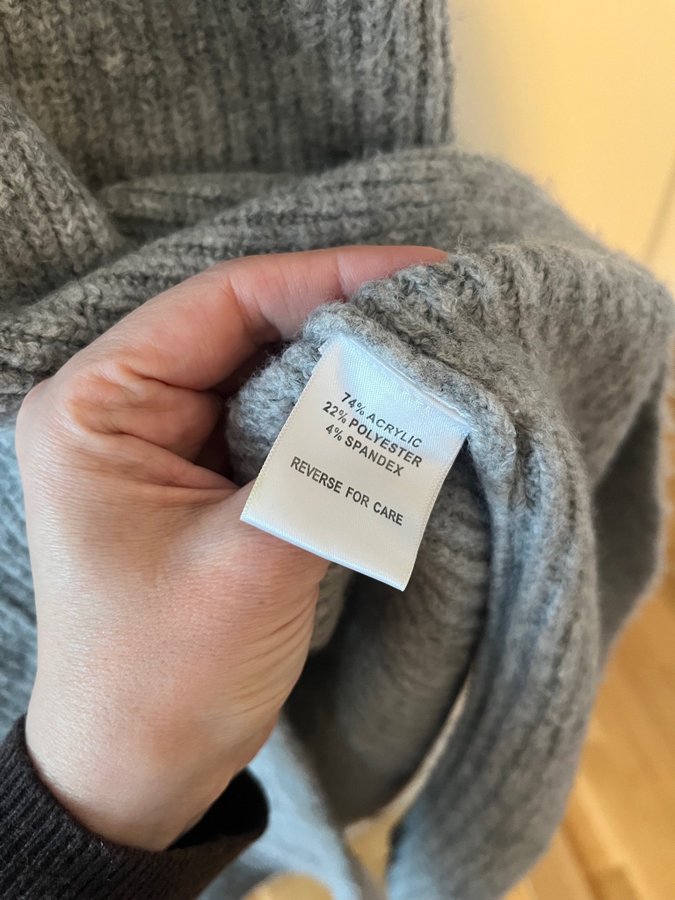 74% ACRYLIC
22% POLYESTER
4% SPANDEX
REVERSE FOR CARE